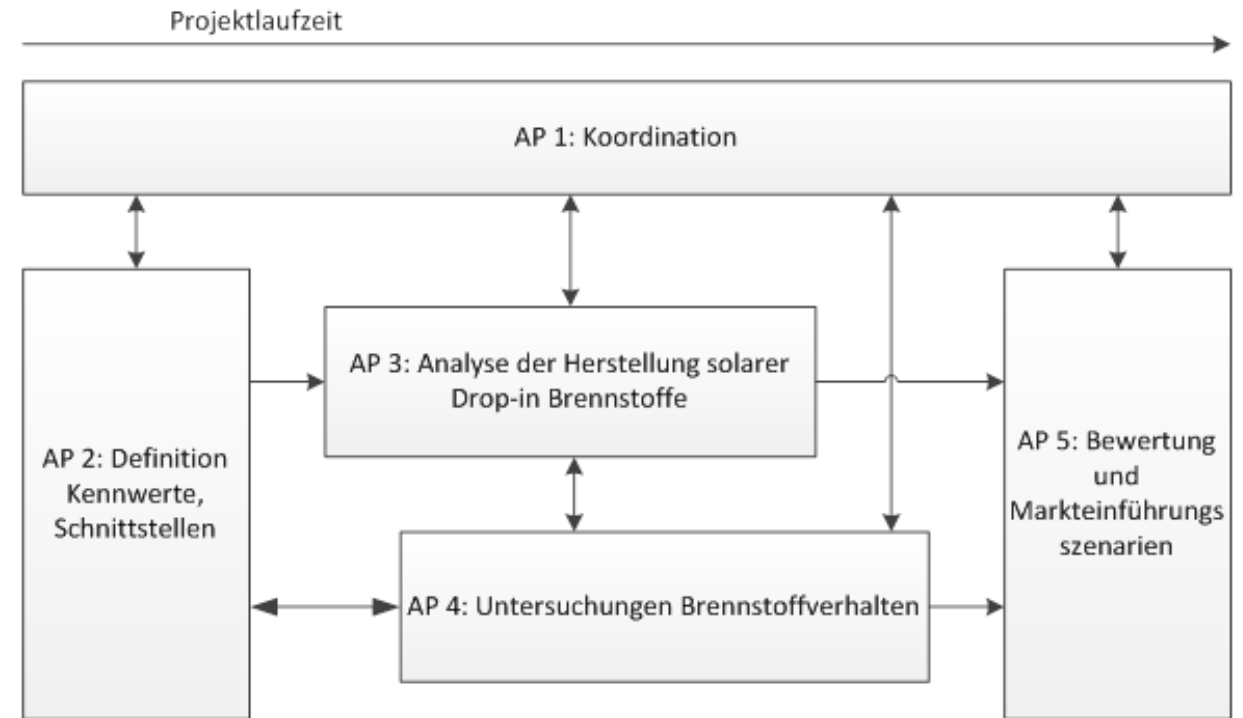 Projektlaufzeit
AP 1: Koordination
AP 2: Definition
Kennwerte,
Schnittstellen
AP 3: Analyse der Herstellung solarer
Drop-in Brennstoffe
AP 4: Untersuchungen Brennstoffverhalten
AP 5: Bewertung
und
Markteinführungs
szenarien